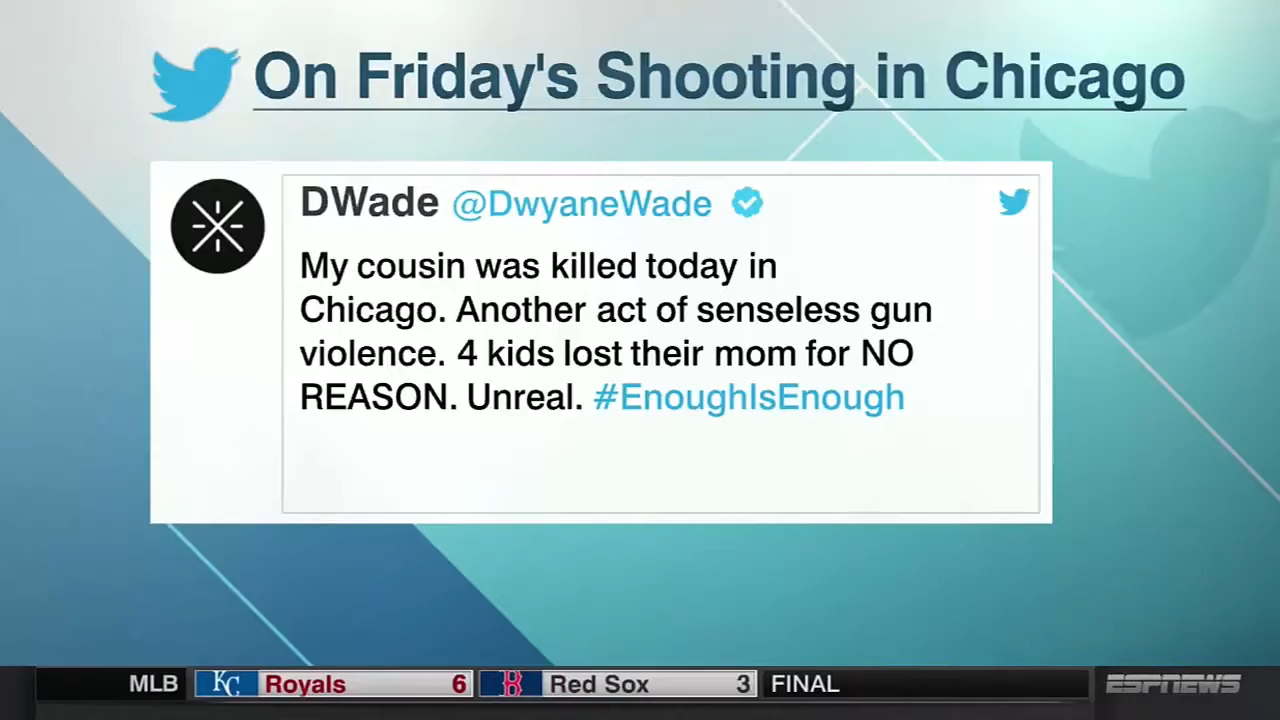 On Friday's Shooting in Chicago
DWade @DwyaneWade
My cousin was killed today in
Chicago. Another act of senseless gun
violence. 4 kids lost their mom for NO
REASON. Unreal. #EnoughIsEnough
MLB KC Royals 6 B Red Sox 3 FINAL ESPNEWS